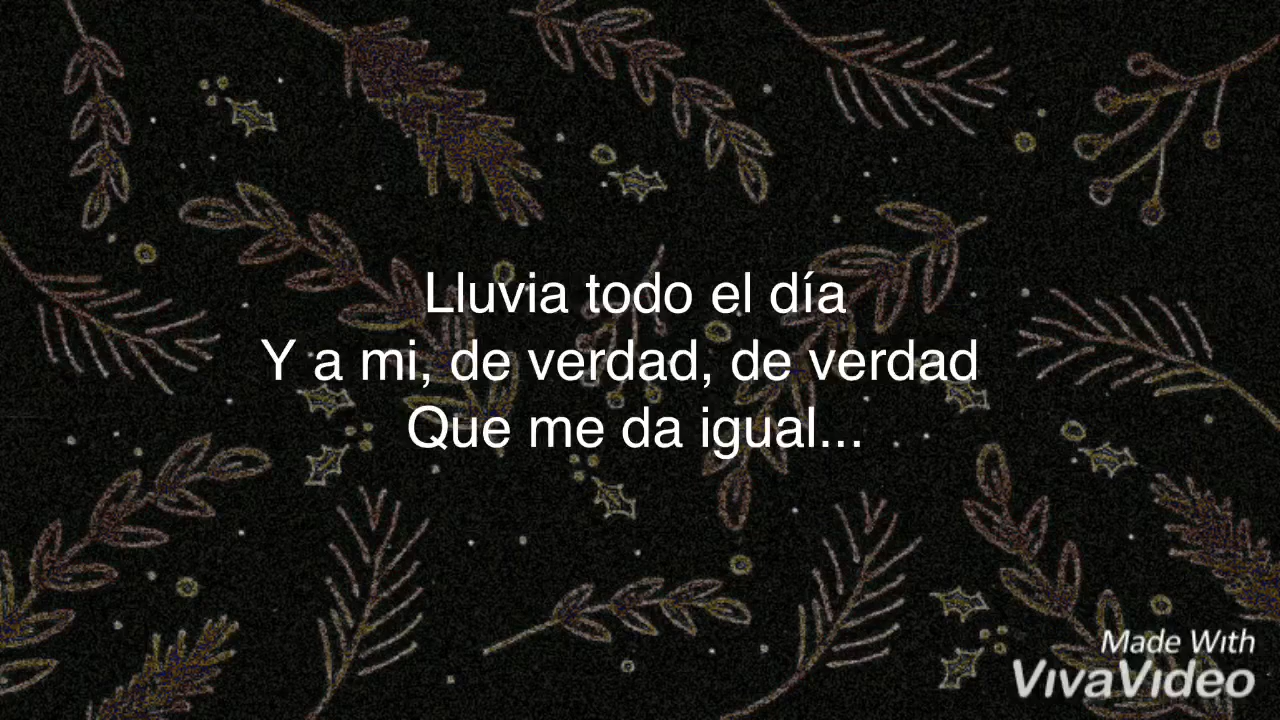 Lluvia todo el día
Y a mi, de verdad, de verdad
Que me da igual...
Made With
VivaVideo